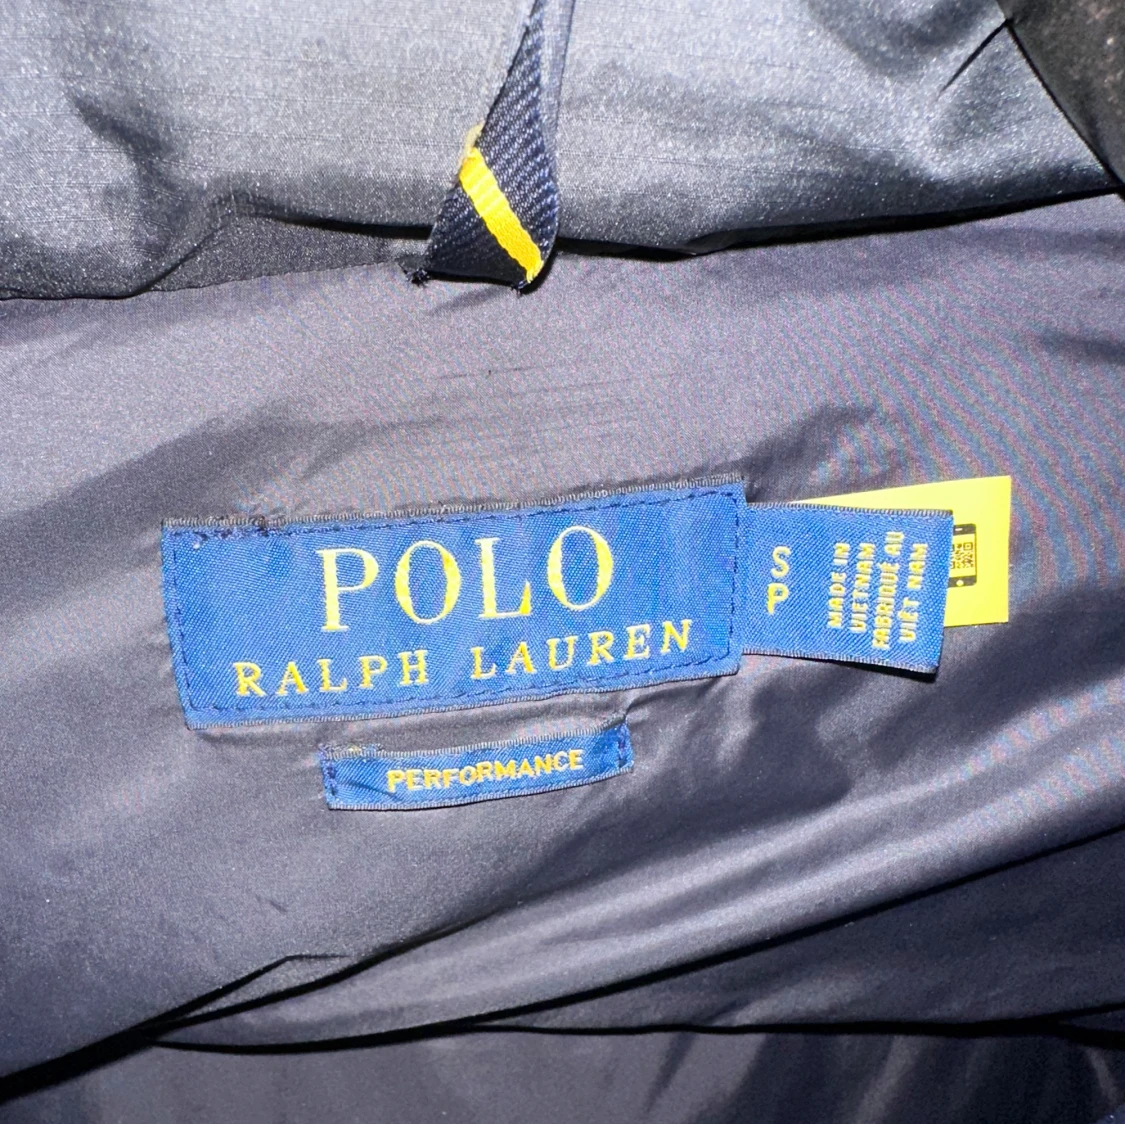 POLO
RALPH LAUREN
S
P
MADE IN
VIETNAM
FABRIQUÉ AU
VIÊT NAM
PERFORMANCE